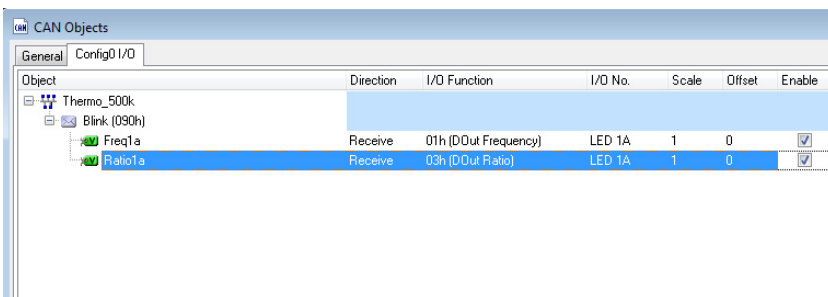 CAN CAN Objects
General Config0 I/O
Object Direction I/O Function I/O No. Scale Offset Enable
Thermo_500k
Blink (090h)
Freq1a Receive 01h (DOut Frequency) LED 1A 1 0
Ratio1a Receive 03h (DOut Ratio) LED 1A 1 0